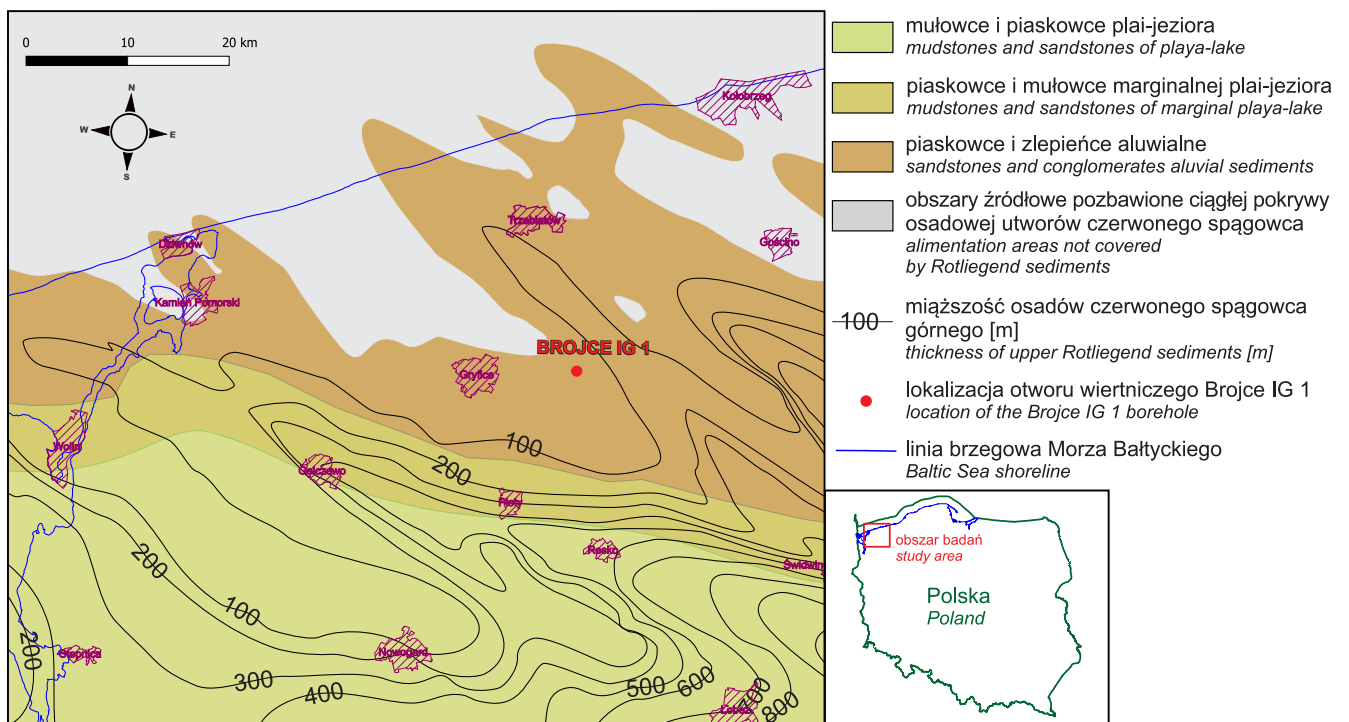 0 10 20 km
N
W E
S
Kołobrzeg
Trzebiatów
Gościno
Dziwnów
Kamień Pomorski
BROJCE IG 1
Gryfice
Wolin
100
200
Golczewo
Płoty
Resko
Świdwin
200
100
200
Stepnica
Nowogard
300
400
500
600
700
800
Łobez
mułowce i piaskowce plai-jeziora
mudstones and sandstones of playa-lake
piaskowce i mułowce marginalnej plai-jeziora
mudstones and sandstones of marginal playa-lake
piaskowce i zlepieńce aluwialne
sandstones and conglomerates aluvial sediments
obszary źródłowe pozbawione ciągłej pokrywy
osadowej utworów czerwonego spągowca
alimentation areas not covered
by Rotliegend sediments
100
miąższość osadów czerwonego spągowca
górnego [m]
thickness of upper Rotliegend sediments [m]
lokalizacja otworu wiertniczego Brojce IG 1
location of the Brojce IG 1 borehole
linia brzegowa Morza Bałtyckiego
Baltic Sea shoreline
obszar badań
study area
Polska
Poland